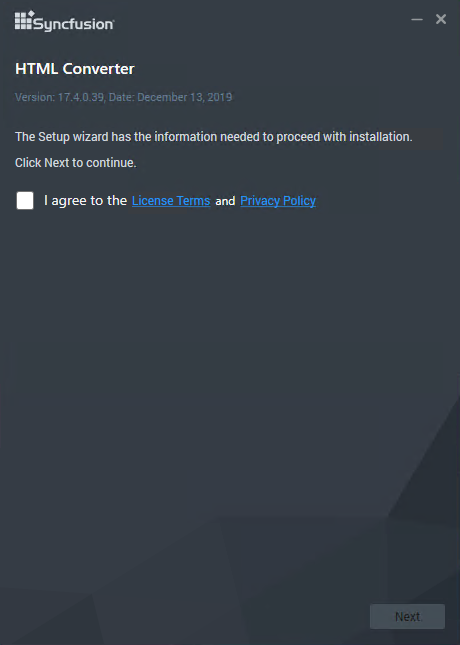 Syncfusion
HTML Converter
Version: 17.4.0.39, Date: December 13, 2019
The Setup wizard has the information needed to proceed with installation.
Click Next to continue.
I agree to the License Terms and Privacy Policy
Next